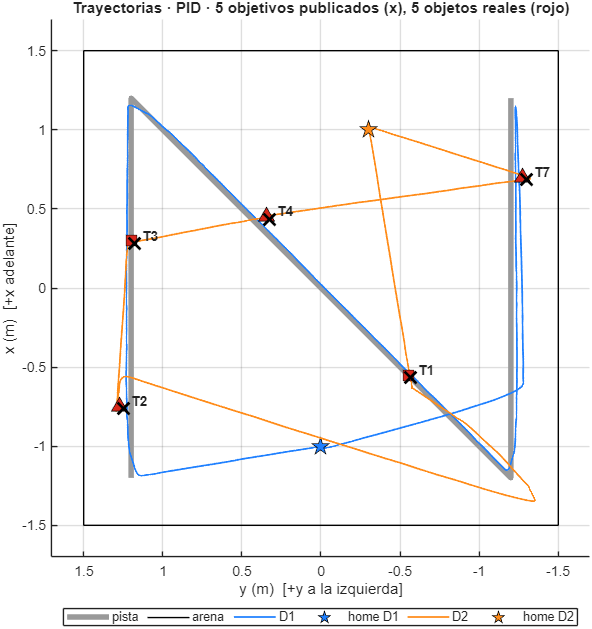 Trayectorias · PID · 5 objetivos publicados (x), 5 objetos reales (rojo)
1.5
1
0.5
0
-0.5
-1
-1.5
x (m) [+x adelante]
T7
T4
T3
T1
T2
1.5
1
0.5
0
-0.5
-1
-1.5
y (m) [+y a la izquierda]
pista arena D1 home D1 D2 home D2